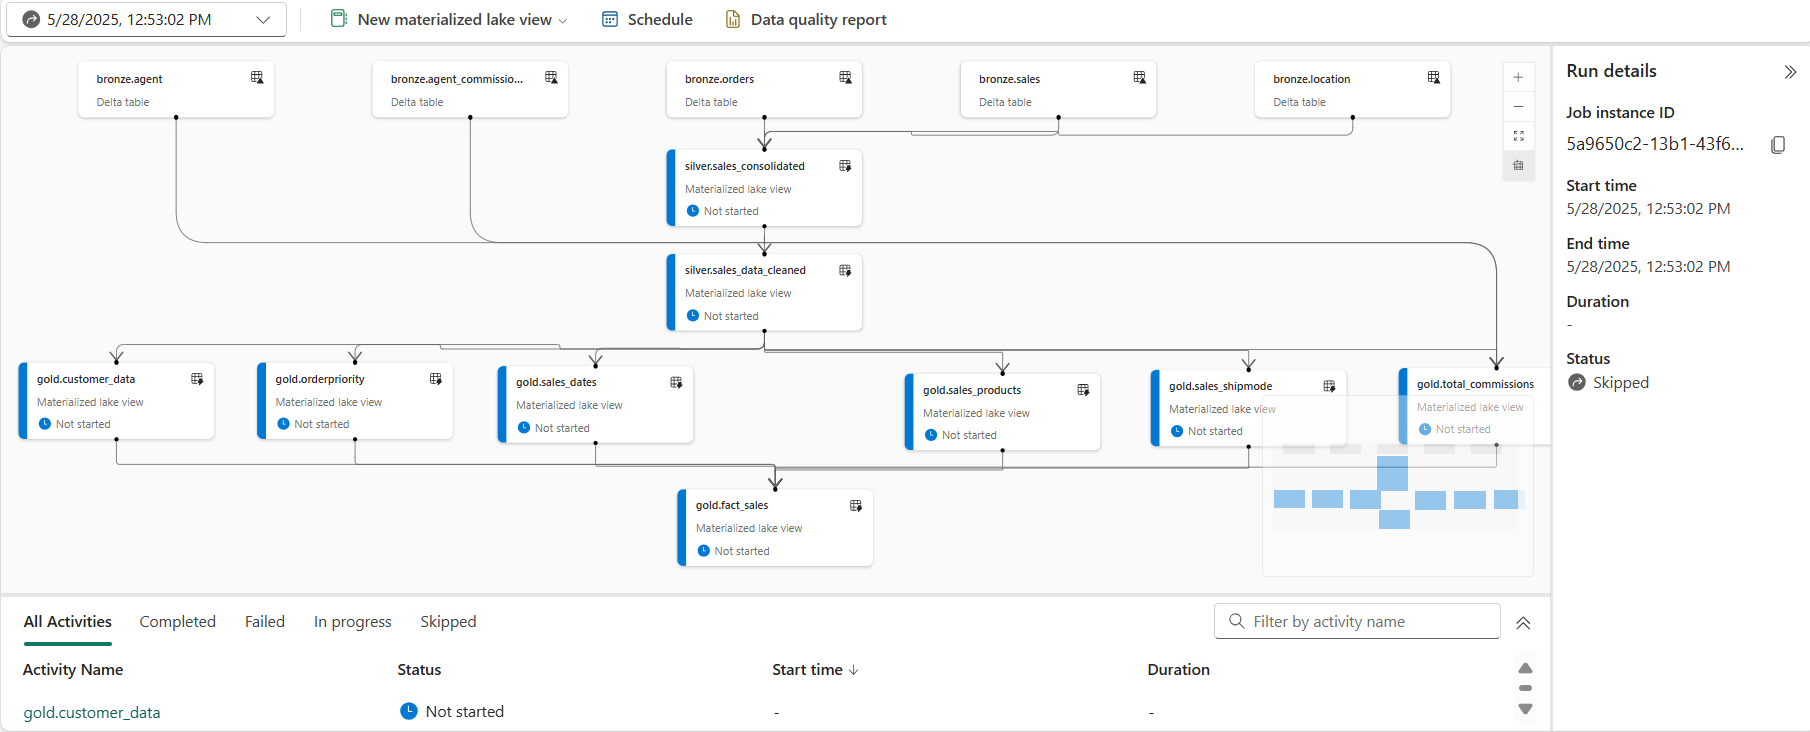 5/28/2025, 12:53:02 PM
New materialized lake view
Schedule
Data quality report
bronze.agent
Delta table
bronze.agent_commissio...
Delta table
bronze.orders
Delta table
bronze.sales
Delta table
bronze.location
Delta table
silver.sales_consolidated
Materialized lake view
Not started
silver.sales_data_cleaned
Materialized lake view
Not started
gold.customer_data
Materialized lake view
Not started
gold.orderpriority
Materialized lake view
Not started
gold.sales_dates
Materialized lake view
Not started
gold.sales_products
Materialized lake view
Not started
gold.sales_shipmode
Materialized lake view
Not started
gold.total_commissions
Materialized lake view
Not started
gold.fact_sales
Materialized lake view
Not started
Run details
Job instance ID
5a9650c2-13b1-43f6...
Start time
5/28/2025, 12:53:02 PM
End time
5/28/2025, 12:53:02 PM
Duration
-
Status
Skipped
All Activities
Completed
Failed
In progress
Skipped
Filter by activity name
Activity Name
Status
Start time
Duration
gold.customer_data
Not started
-
-